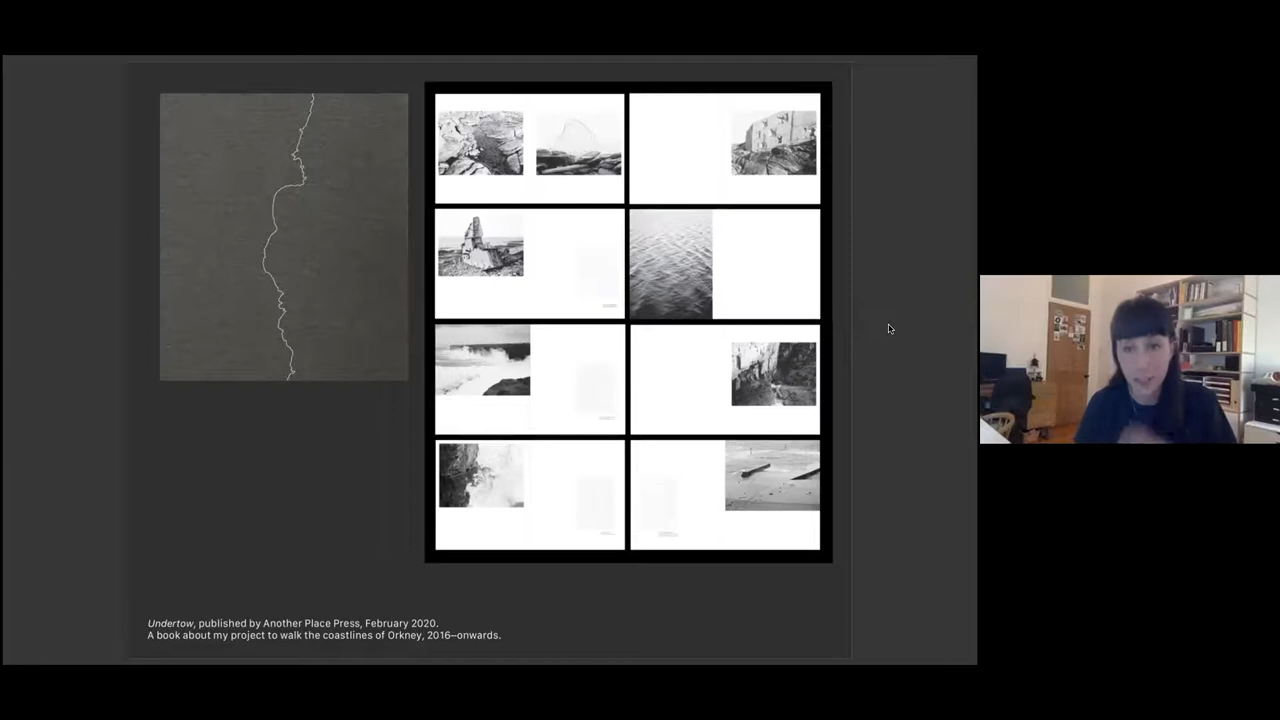 Undertow, published by Another Place Press, February 2020.
A book about my project to walk the coastlines of Orkney, 2016–onwards.